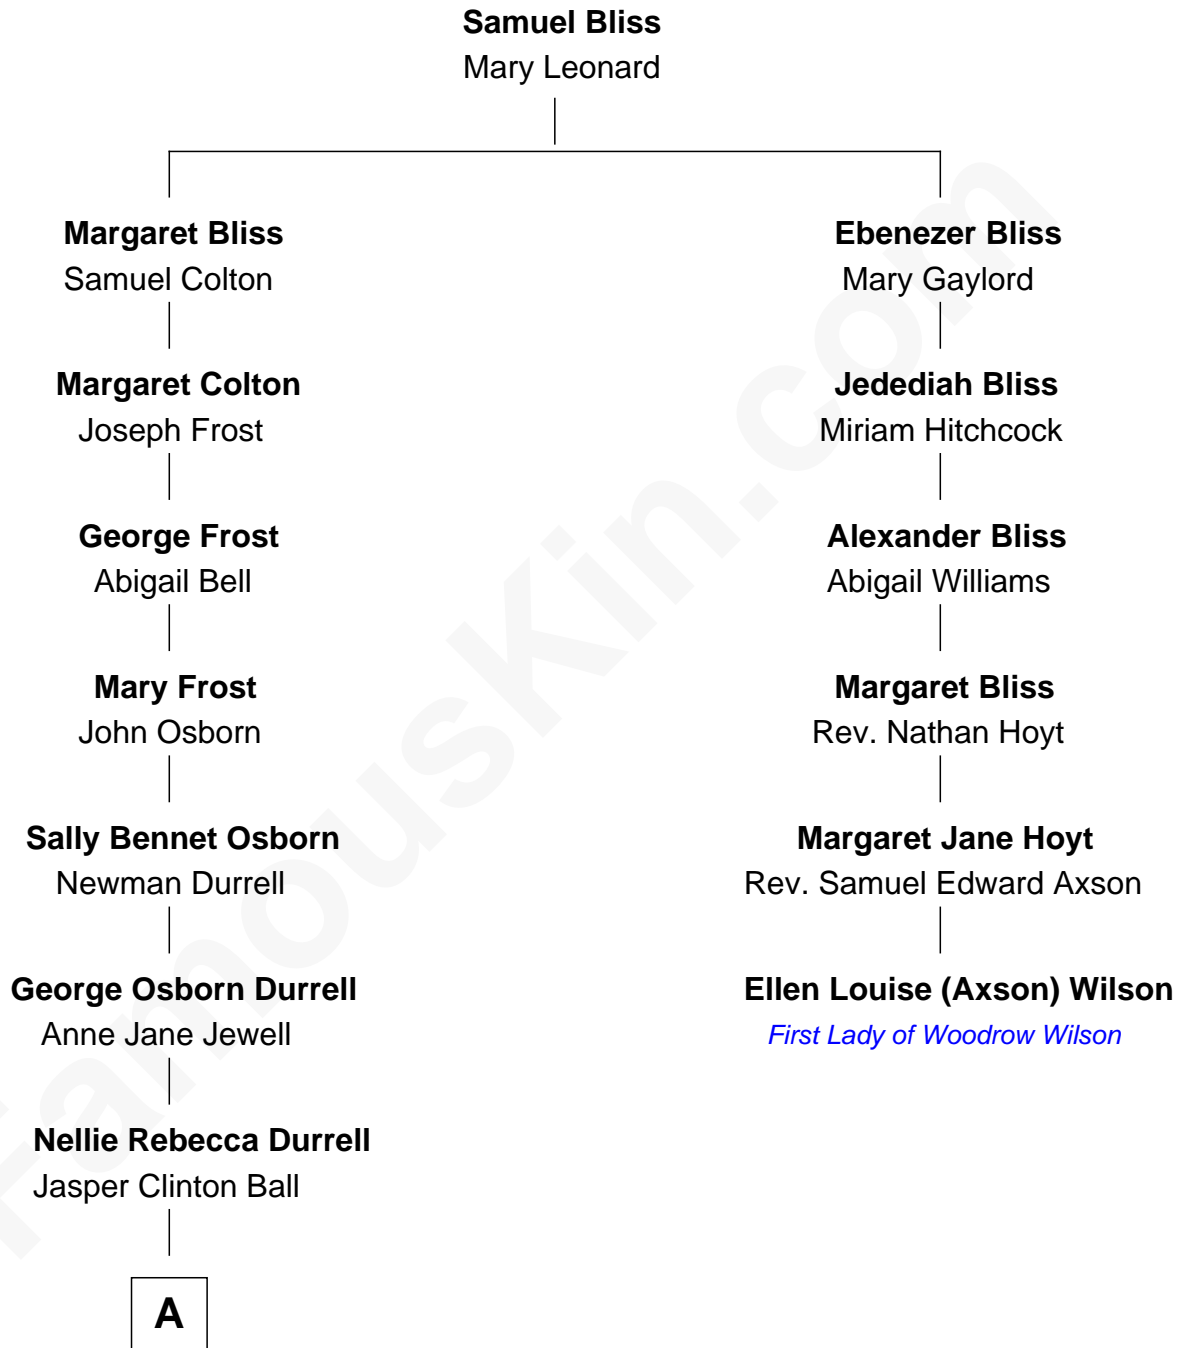 Samuel Bliss
Mary Leonard
Margaret Bliss
Samuel Colton
Ebenezer Bliss
Mary Gaylord
Margaret Colton
Joseph Frost
Jedediah Bliss
Miriam Hitchcock
George Frost
Abigail Bell
Alexander Bliss
Abigail Williams
Mary Frost
John Osborn
Margaret Bliss
Rev. Nathan Hoyt
Sally Bennet Osborn
Newman Durrell
Margaret Jane Hoyt
Rev. Samuel Edward Axson
George Osborn Durrell
Anne Jane Jewell
Ellen Louise (Axson) Wilson
First Lady of Woodrow Wilson
Nellie Rebecca Durrell
Jasper Clinton Ball
A
FamousKin.com